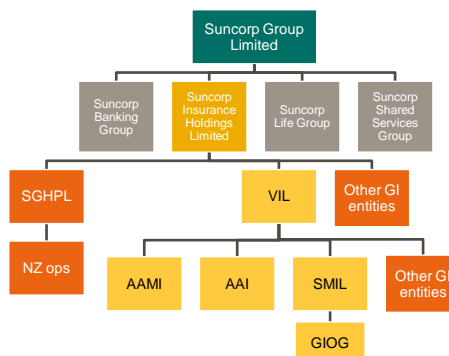 Suncorp Group
Limited
Suncorp
Banking
Group
Suncorp
Insurance
Holdings
Limited
Suncorp
Life Group
Suncorp
Shared
Services
Group
SGHPL
VIL
Other GI
entities
NZ ops
AAMI
AAI
SMIL
Other GI
entities
GIOG